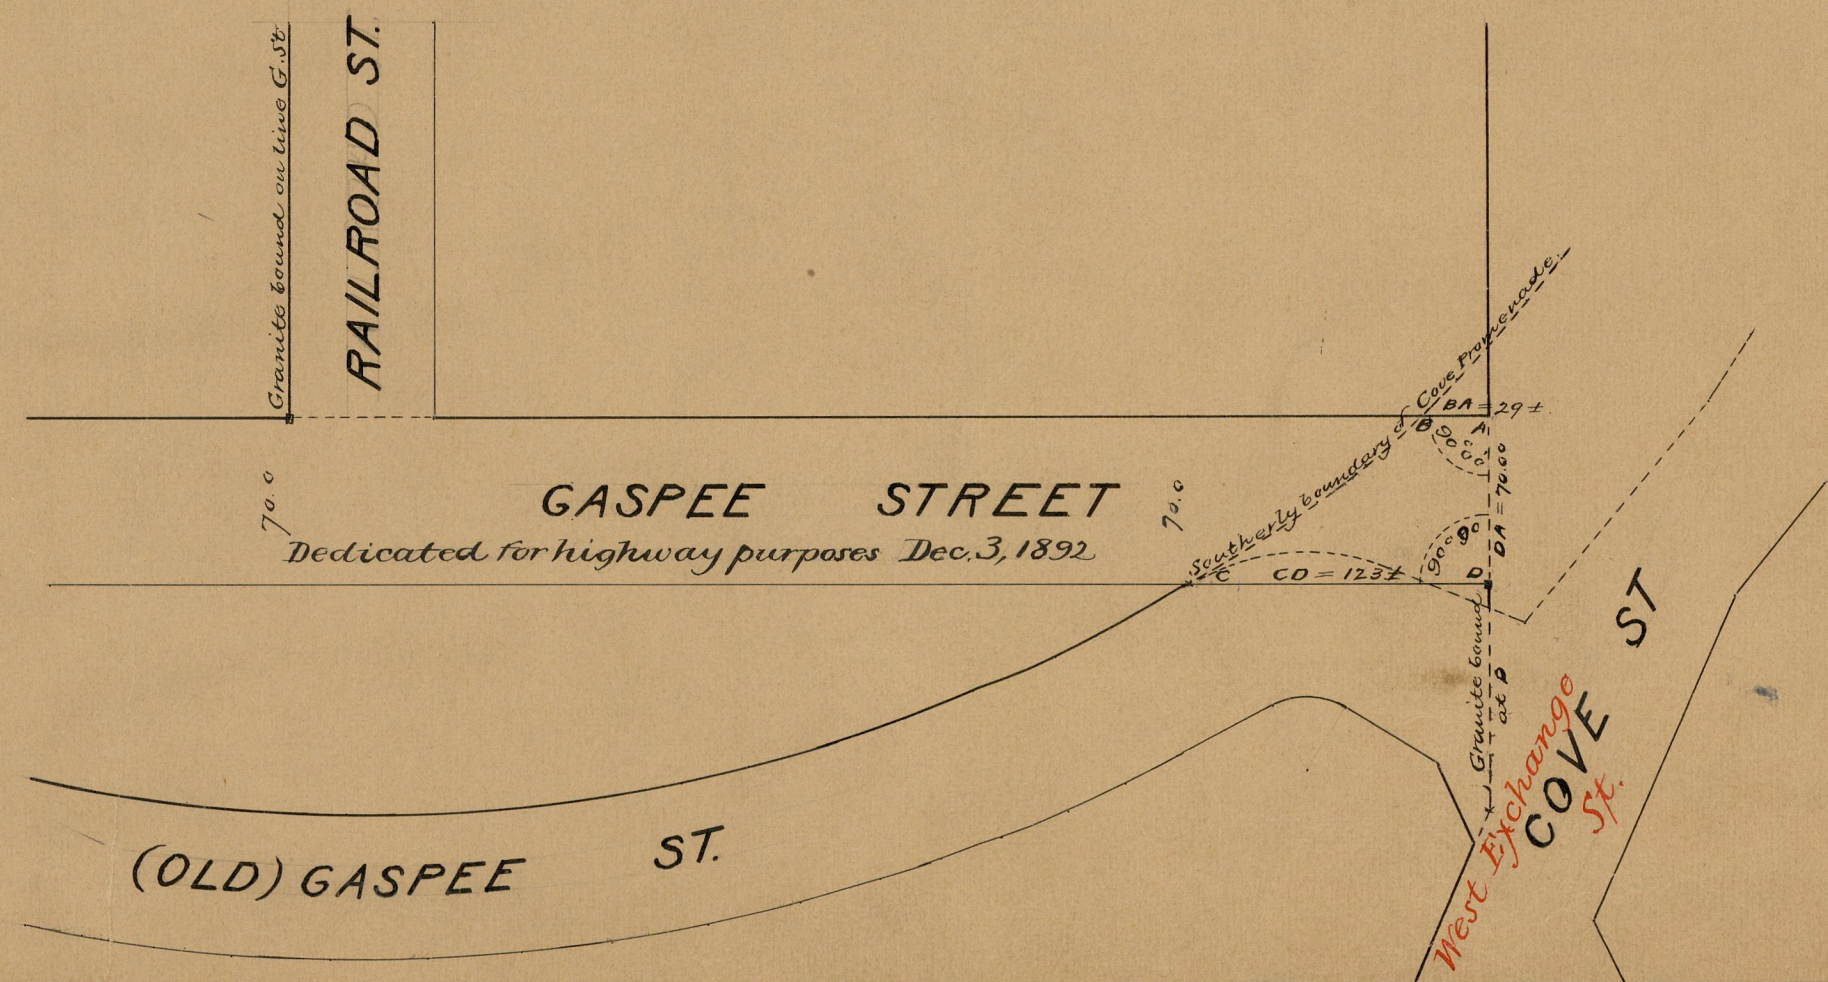 Granite bound on line G.St
RAILROAD ST.
Southerly boundary of Cove Promenade.
BA = 29 ±
B
A
90° 00'
70.0
GASPEE STREET
70.0
DA = 70.00
Dedicated for highway purposes Dec. 3, 1892
90° 00
C
CD = 123 ±
D
Granite bound
at D
COVE ST
West Exchange
St.
(OLD) GASPEE ST.